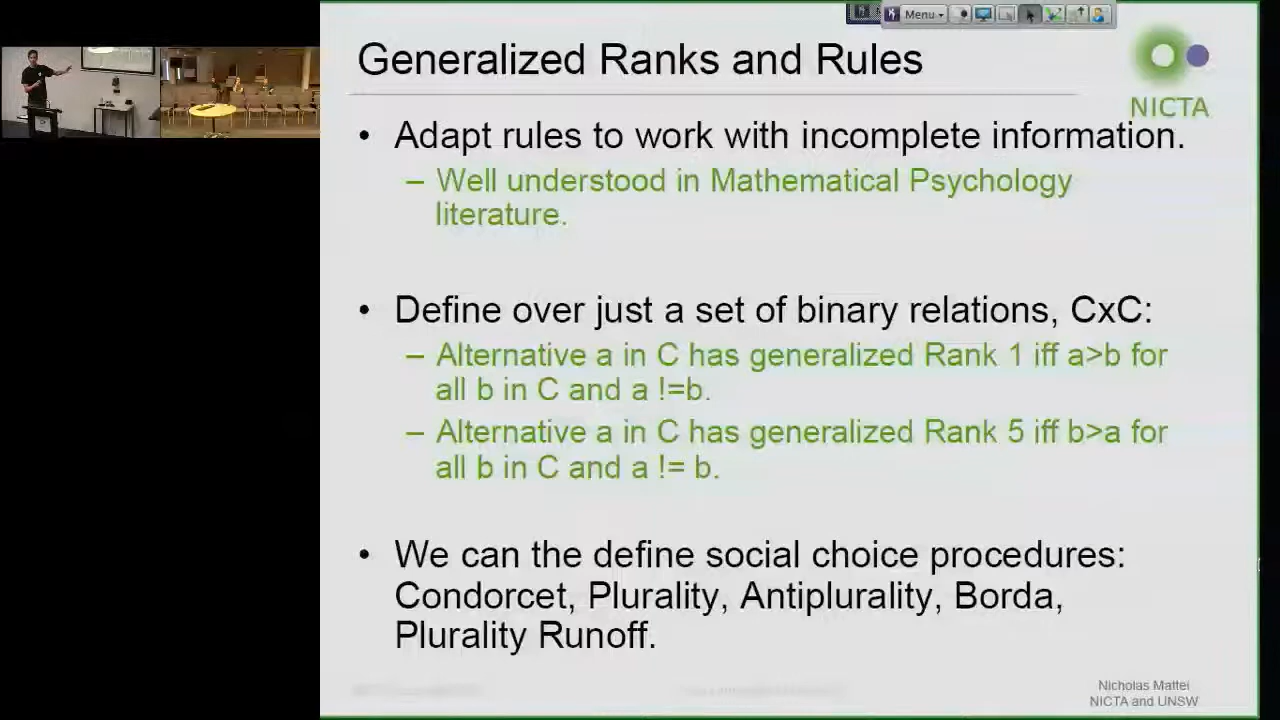 Menu
Generalized Ranks and Rules
NICTA
• Adapt rules to work with incomplete information.
– Well understood in Mathematical Psychology
literature.
• Define over just a set of binary relations, CxC:
– Alternative a in C has generalized Rank 1 iff a>b for
all b in C and a !=b.
– Alternative a in C has generalized Rank 5 iff b>a for
all b in C and a != b.
• We can the define social choice procedures:
Condorcet, Plurality, Antiplurality, Borda,
Plurality Runoff.
Nicholas Mattei
NICTA and UNSW